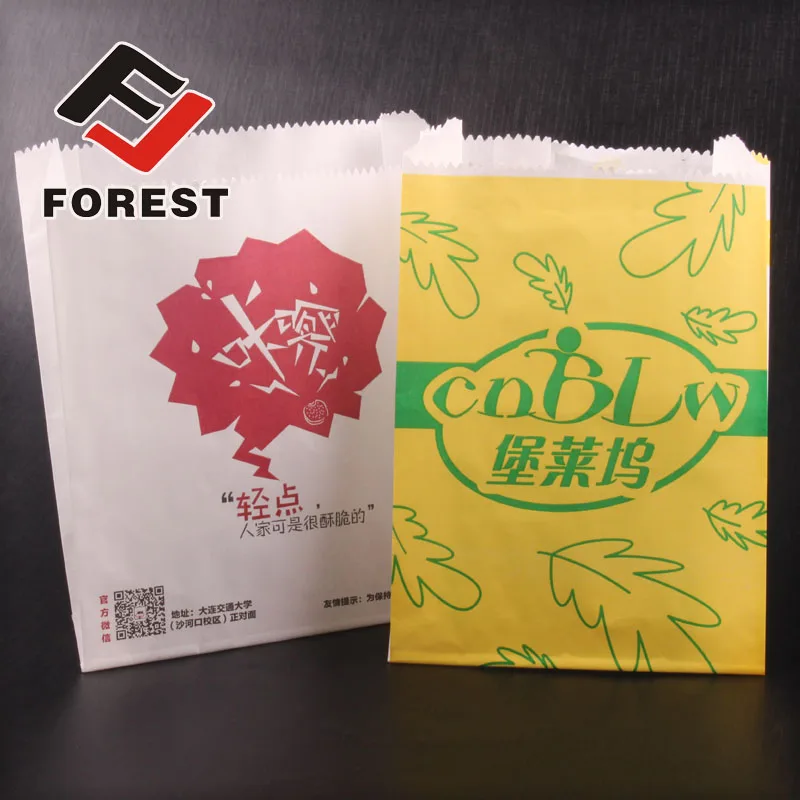 FOREST
咔嚓
“轻点，
人家可是很酥脆的”
官方微信
地址：大连交通大学
（沙河口校区）正对面
友情提示：为保持
cnBLw
堡莱坞